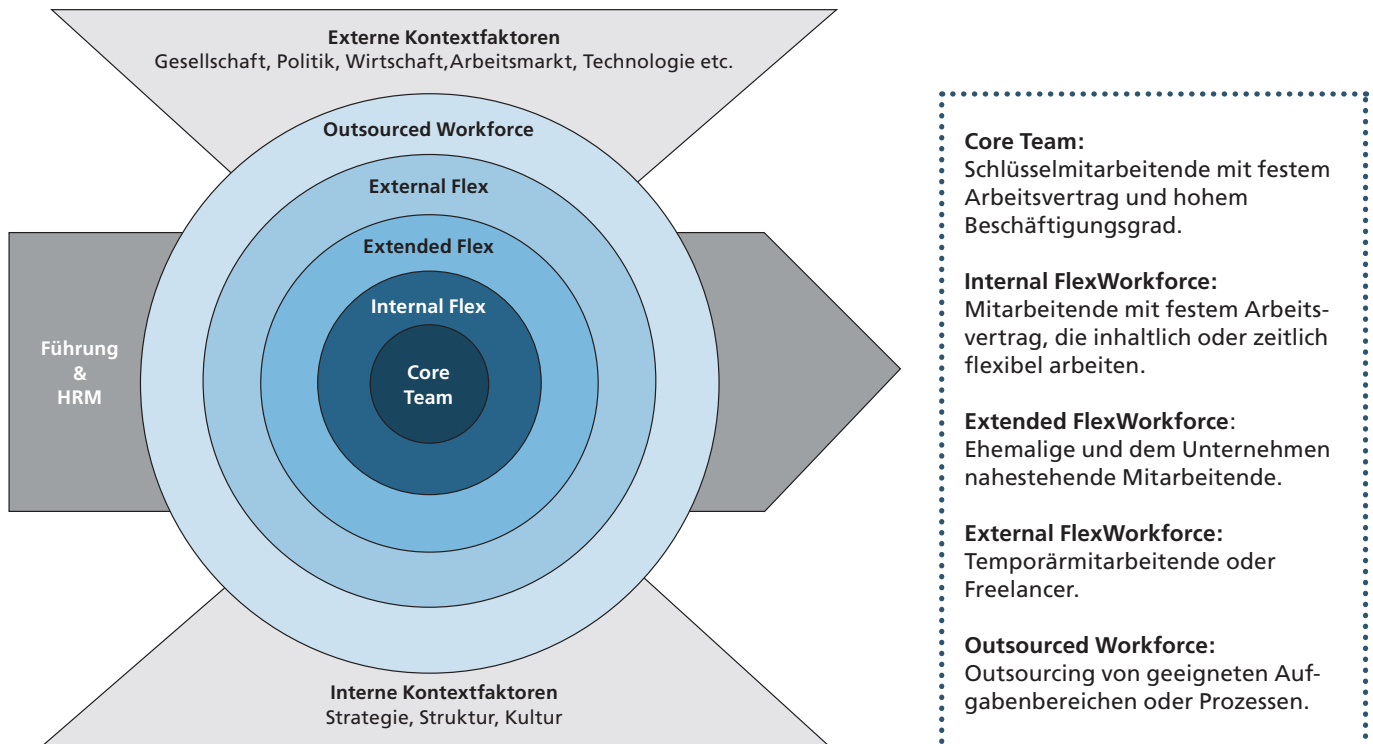 Externe Kontextfaktoren
Gesellschaft, Politik, Wirtschaft,Arbeitsmarkt, Technologie etc.
Outsourced Workforce
External Flex
Extended Flex
Internal Flex
Core
Team
Führung
&
HRM
Interne Kontextfaktoren
Strategie, Struktur, Kultur
Core Team:
Schlüsselmitarbeitende mit festem
Arbeitsvertrag und hohem
Beschäftigungsgrad.
Internal FlexWorkforce:
Mitarbeitende mit festem Arbeits-
vertrag, die inhaltlich oder zeitlich
flexibel arbeiten.
Extended FlexWorkforce:
Ehemalige und dem Unternehmen
nahestehende Mitarbeitende.
External FlexWorkforce:
Temporärmitarbeitende oder
Freelancer.
Outsourced Workforce:
Outsourcing von geeigneten Auf-
gabenbereichen oder Prozessen.